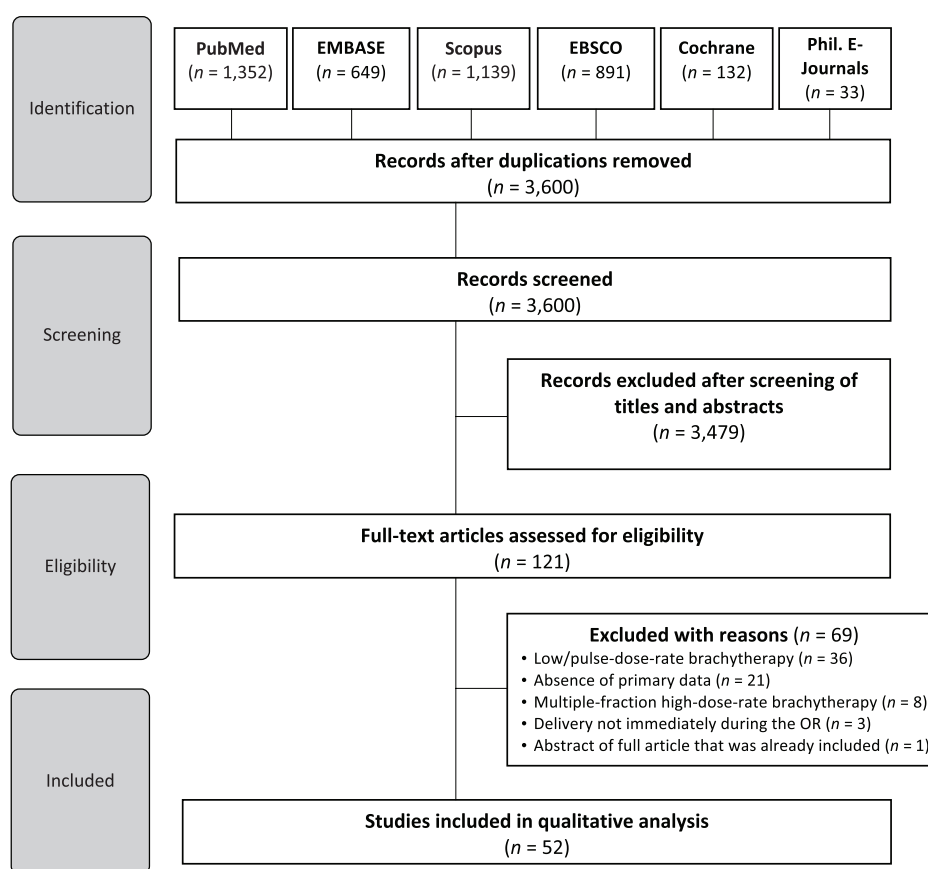 Identification
PubMed
(n = 1,352)
EMBASE
(n = 649)
Scopus
(n = 1,139)
EBSCO
(n = 891)
Cochrane
(n = 132)
Phil. E-
Journals
(n = 33)
Records after duplications removed
(n = 3,600)
Screening
Records screened
(n = 3,600)
Records excluded after screening of
titles and abstracts
(n = 3,479)
Eligibility
Full-text articles assessed for eligibility
(n = 121)
Excluded with reasons (n = 69)
• Low/pulse-dose-rate brachytherapy (n = 36)
• Absence of primary data (n = 21)
• Multiple-fraction high-dose-rate brachytherapy (n = 8)
• Delivery not immediately during the OR (n = 3)
• Abstract of full article that was already included (n = 1)
Included
Studies included in qualitative analysis
(n = 52)